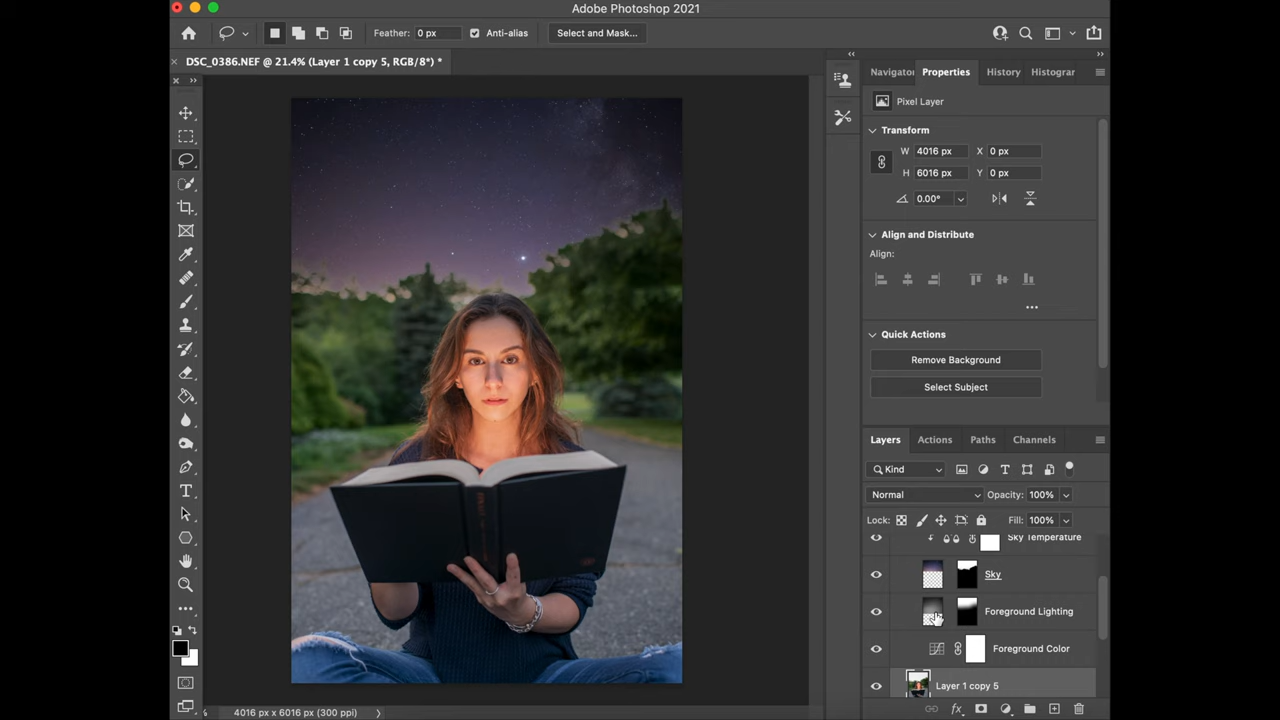 Adobe Photoshop 2021
Feather: 0 px Anti-alias Select and Mask...
DSC_0386.NEF @ 21.4% (Layer 1 copy 5, RGB/8*) *
Navigator Properties History Histogram
Pixel Layer
Transform
W 4016 px X 0 px
H 6016 px Y 0 px
0.00°
Align and Distribute
Align:
Quick Actions
Remove Background
Select Subject
Layers Actions Paths Channels
Kind
Normal Opacity: 100%
Lock: Fill: 100%
Sky Temperature
Sky
Foreground Lighting
Foreground Color
Layer 1 copy 5
fx
% 4016 px x 6016 px (300 ppi)